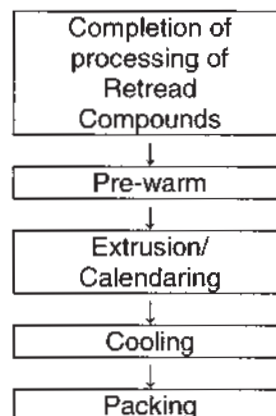 Completion of
processing of
Retread
Compounds
Pre-warm
Extrusion/
Calendaring
Cooling
Packing